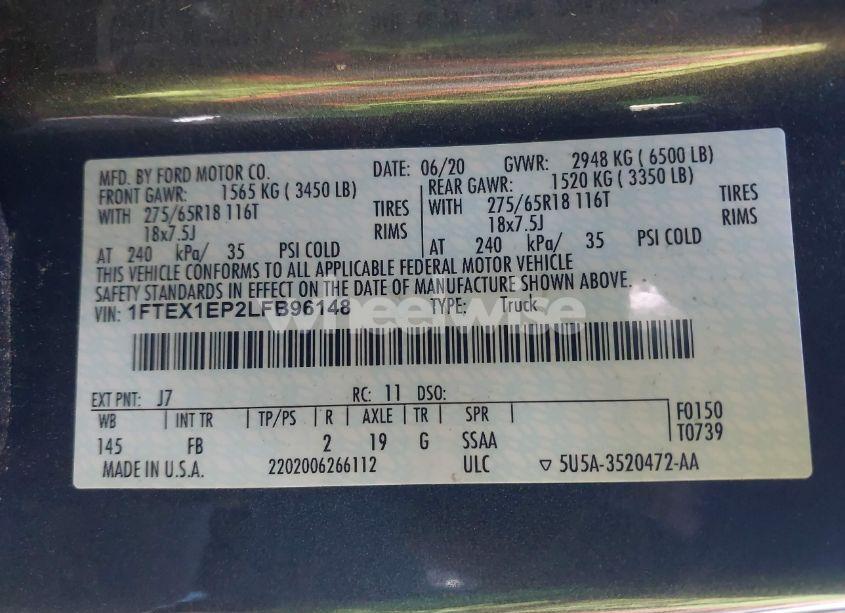 MFD. BY FORD MOTOR CO. DATE: 06/20 GVWR: 2948 KG ( 6500 LB)
FRONT GAWR: 1565 KG ( 3450 LB) REAR GAWR: 1520 KG ( 3350 LB)
WITH 275/65R18 116T TIRES WITH 275/65R18 116T TIRES
18x7.5J RIMS 18x7.5J RIMS
AT 240 kPa/ 35 PSI COLD AT 240 kPa/ 35 PSI COLD
THIS VEHICLE CONFORMS TO ALL APPLICABLE FEDERAL MOTOR VEHICLE
SAFETY STANDARDS IN EFFECT ON THE DATE OF MANUFACTURE SHOWN ABOVE.
VIN: 1FTEX1EP2LFB96148 TYPE: Truck
wheelwise
EXT PNT: J7 RC: 11 DSO:
WB INT TR TP/PS R AXLE TR SPR F0150
145 FB 2 19 G SSAA T0739
MADE IN U.S.A. 2202006266112 ULC ▽ 5U5A-3520472-AA